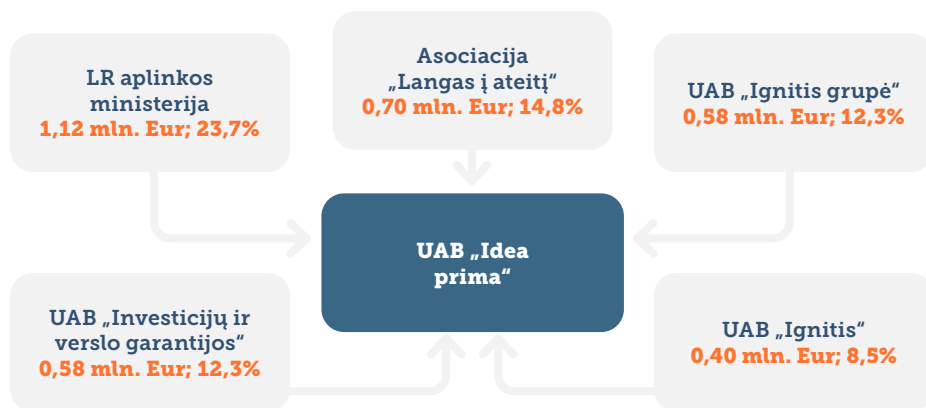 LR aplinkos
ministerija
1,12 mln. Eur; 23,7%
Asociacija
„Langas į ateitį“
0,70 mln. Eur; 14,8%
UAB „Ignitis grupė“
0,58 mln. Eur; 12,3%
UAB „Idea
prima“
UAB „Investicijų ir
verslo garantijos“
0,58 mln. Eur; 12,3%
UAB „Ignitis“
0,40 mln. Eur; 8,5%